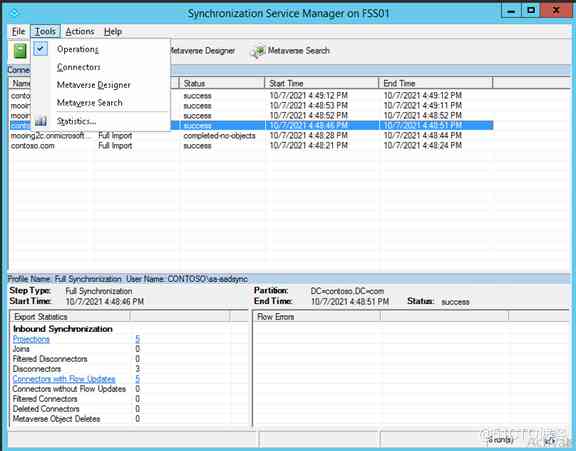 Synchronization Service Manager on FSS01
File Tools Actions Help
Metaverse Designer Metaverse Search
Operations
Connectors
Metaverse Designer
Metaverse Search
Statistics...
Status Start Time End Time
success 10/7/2021 4:49:12 PM 10/7/2021 4:49:12 PM
success 10/7/2021 4:48:53 PM 10/7/2021 4:49:11 PM
success 10/7/2021 4:48:52 PM 10/7/2021 4:48:52 PM
success 10/7/2021 4:48:46 PM 10/7/2021 4:48:51 PM
mooing2c.onmicrosoft... Full Import completed-no-objects 10/7/2021 4:48:28 PM 10/7/2021 4:48:44 PM
contoso.com Full Import success 10/7/2021 4:48:21 PM 10/7/2021 4:48:24 PM
Profile Name: Full Synchronization User Name: CONTOSO\sa-aadsync
Step Type: Full Synchronization Partition: DC=contoso,DC=com
Start Time: 10/7/2021 4:48:46 PM End Time: 10/7/2021 4:48:51 PM Status: success
Export Statistics Flow Errors
Inbound Synchronization
Projections 5
Joins 0
Filtered Disconnectors 0
Disconnectors 3
Connectors with Flow Updates 5
Connectors without Flow Updates 0
Filtered Connectors 0
Deleted Connectors 0
Metaverse Object Deletes 0